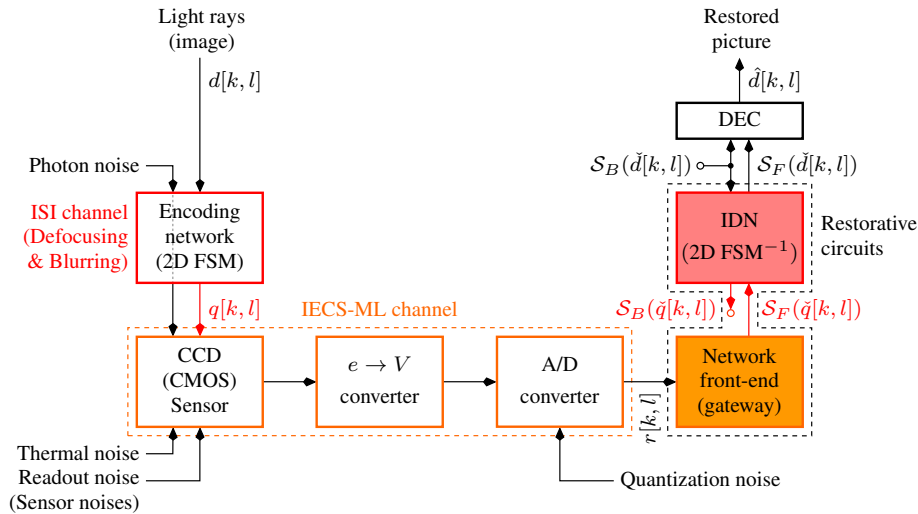 Light rays
(image)
d[k, l]
Photon noise
ISI channel
(Defocusing
& Blurring)
Encoding
network
(2D FSM)
q[k, l]
IECS-ML channel
CCD
(CMOS)
Sensor
e → V
converter
A/D
converter
r[k, l]
Thermal noise
Readout noise
(Sensor noises)
Quantization noise
Restored
picture
d̂[k, l]
DEC
S_B(ď[k, l])
S_F(ď[k, l])
IDN
(2D FSM⁻¹)
Restorative
circuits
S_B(q̌[k, l])
S_F(q̌[k, l])
Network
front-end
(gateway)